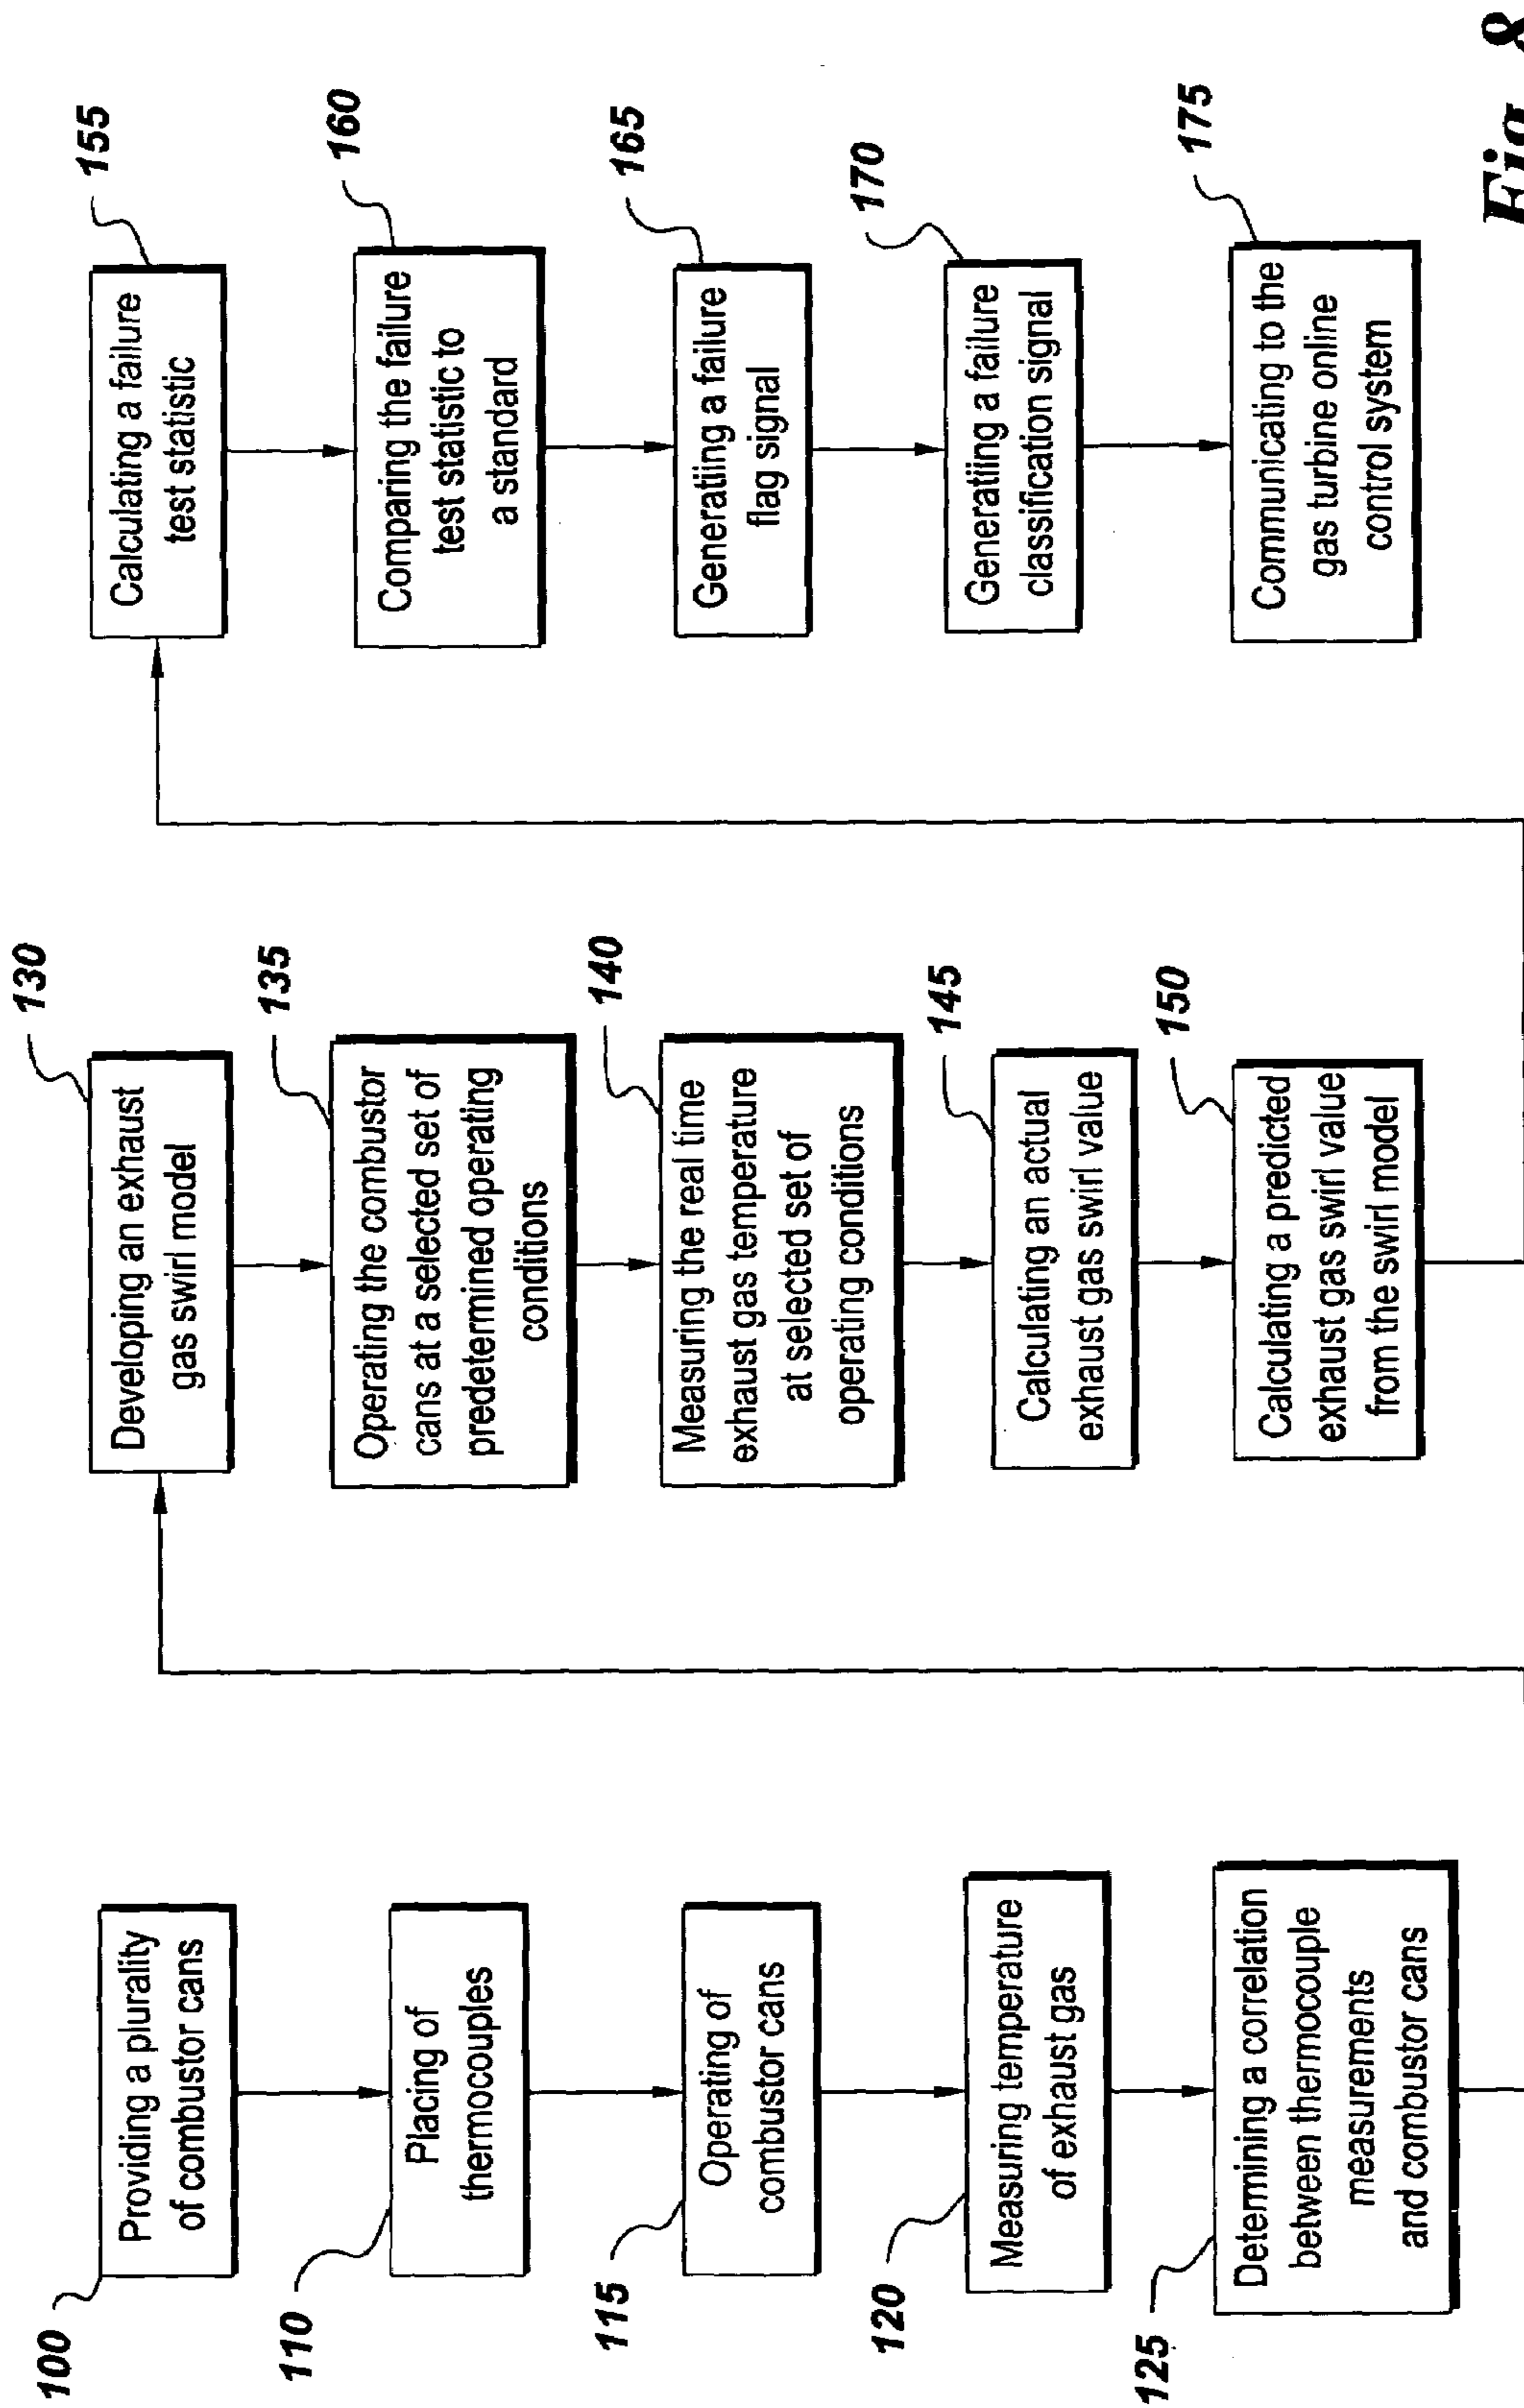 100
Providing a plurality
of combustor cans
110
Placing of
thermocouples
115
Operating of
combustor cans
120
Measuring temperature
of exhaust gas
125
Determining a correlation
between thermocouple
measurements
and combustor cans
130
Developing an exhaust
gas swirl model
135
Operating the combustor
cans at a selected set of
predetermined operating
conditions
140
Measuring the real time
exhaust gas temperature
at selected set of
operating conditions
145
Calculating an actual
exhaust gas swirl value
150
Calculating a predicted
exhaust gas swirl value
from the swirl model
155
Calculating a failure
test statistic
160
Comparing the failure
test statistic to
a standard
165
Generatiing a failure
flag signal
170
Generatiing a failure
classification signal
175
Communicating to the
gas turbine online
control system
Fig. 8